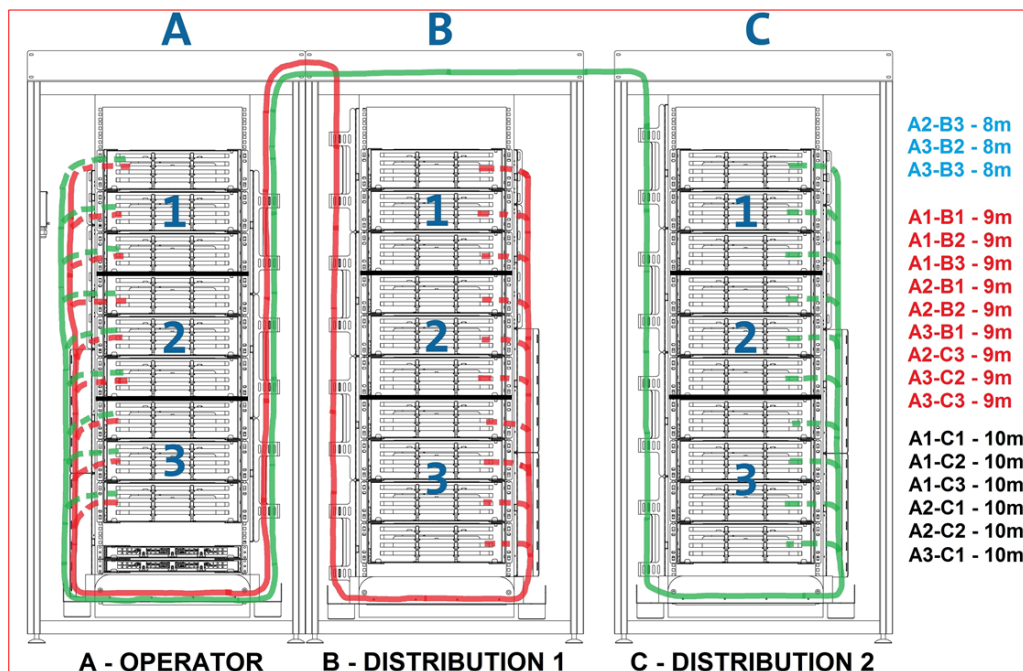 A
B
C
1
1
1
2
2
2
3
3
3
A2-B3 - 8m
A3-B2 - 8m
A3-B3 - 8m
A1-B1 - 9m
A1-B2 - 9m
A1-B3 - 9m
A2-B1 - 9m
A2-B2 - 9m
A3-B1 - 9m
A2-C3 - 9m
A3-C2 - 9m
A3-C3 - 9m
A1-C1 - 10m
A1-C2 - 10m
A1-C3 - 10m
A2-C1 - 10m
A2-C2 - 10m
A3-C1 - 10m
A - OPERATOR
B - DISTRIBUTION 1
C - DISTRIBUTION 2